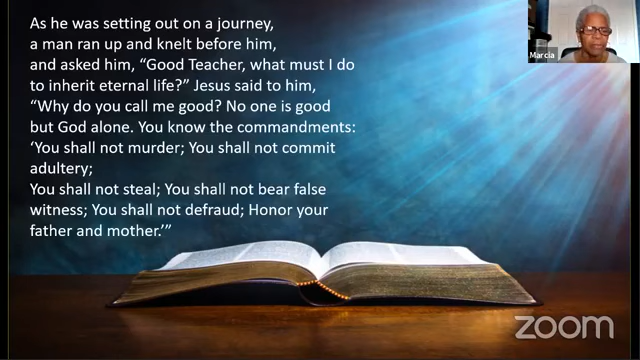 As he was setting out on a journey,
a man ran up and knelt before him,
and asked him, “Good Teacher, what must I do
to inherit eternal life?” Jesus said to him,
“Why do you call me good? No one is good
but God alone. You know the commandments:
‘You shall not murder; You shall not commit
adultery;
You shall not steal; You shall not bear false
witness; You shall not defraud; Honor your
father and mother.’”
Marcia
zoom